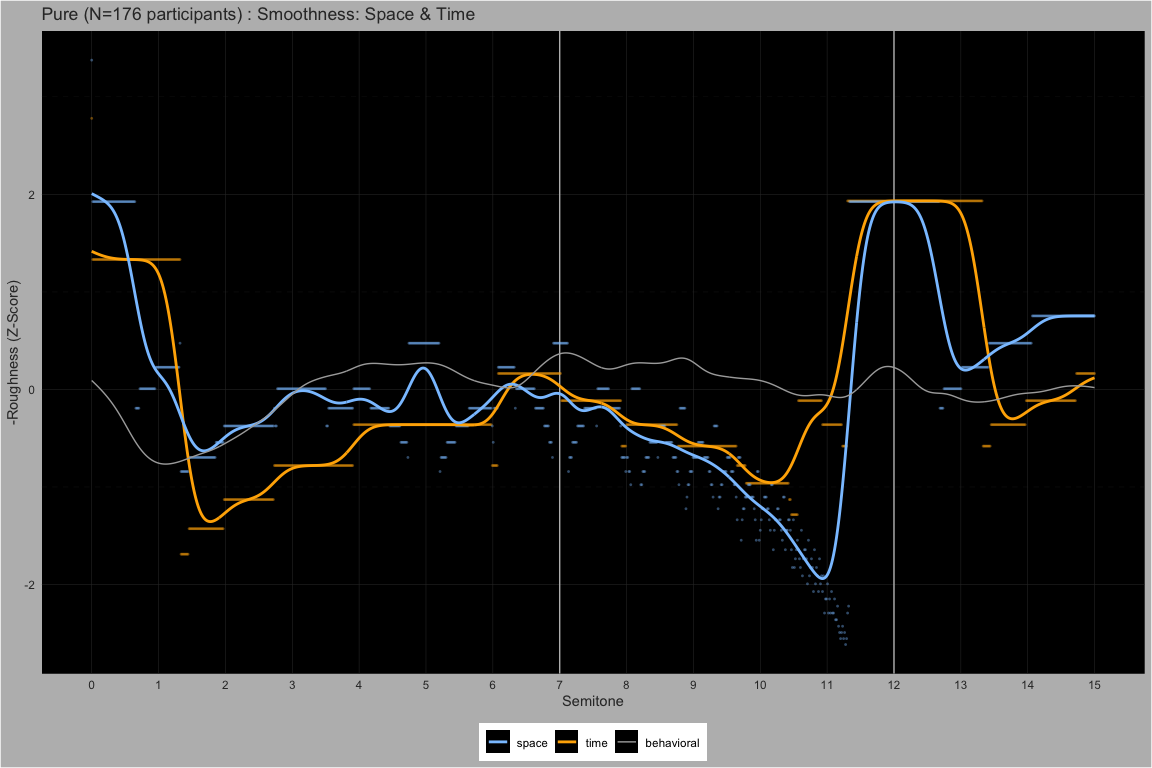 Pure (N=176 participants) : Smoothness: Space & Time
-Roughness (Z-Score)
2
0
-2
0 1 2 3 4 5 6 7 8 9 10 11 12 13 14 15
Semitone
space time behavioral